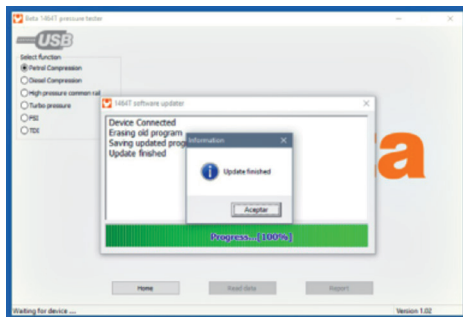 Beta 1464T pressure tester
USB
Select function
Petrol Compression
Diesel Compression
High pressure common rail
Turbo pressure
PSI
TDI
1464T software updater
Device Connected
Erasing old program
Saving updated prog
Update finished
Information
Update finished
Aceptar
Progress...[100%]
ta
Home
Read data
Report
Waiting for device ....
Version 1.02